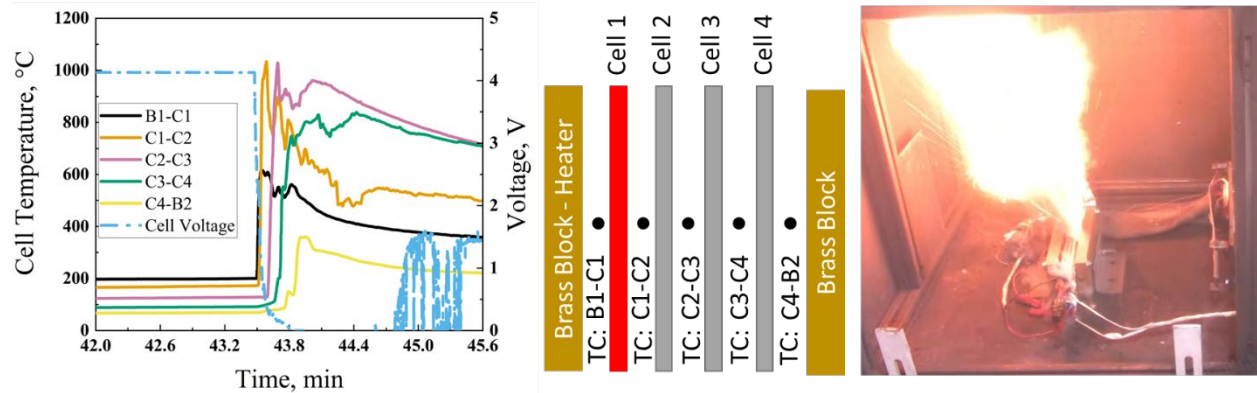 1200
1000
800
600
400
200
0
Cell Temperature, °C
B1-C1
C1-C2
C2-C3
C3-C4
C4-B2
Cell Voltage
5
4
3
2
1
0
Voltage, V
42.0 42.6 43.2 43.8 44.4 45.0 45.6
Time, min
Brass Block - Heater
TC: B1-C1
Cell 1
TC: C1-C2
Cell 2
TC: C2-C3
Cell 3
TC: C3-C4
Cell 4
TC: C4-B2
Brass Block